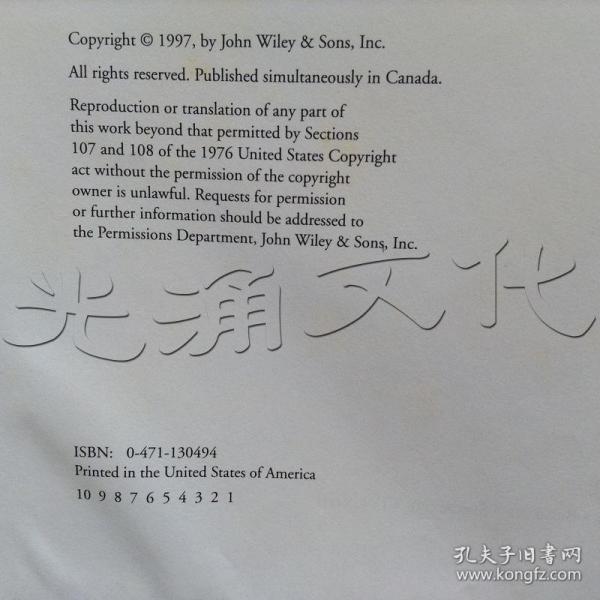 Copyright © 1997, by John Wiley & Sons, Inc.
All rights reserved. Published simultaneously in Canada.
Reproduction or translation of any part of
this work beyond that permitted by Sections
107 and 108 of the 1976 United States Copyright
act without the permission of the copyright
owner is unlawful. Requests for permission
or further information should be addressed to
the Permissions Department, John Wiley & Sons, Inc.
光涌文化
ISBN: 0-471-130494
Printed in the United States of America
10 9 8 7 6 5 4 3 2 1
孔夫子旧书网
www.kongfz.com